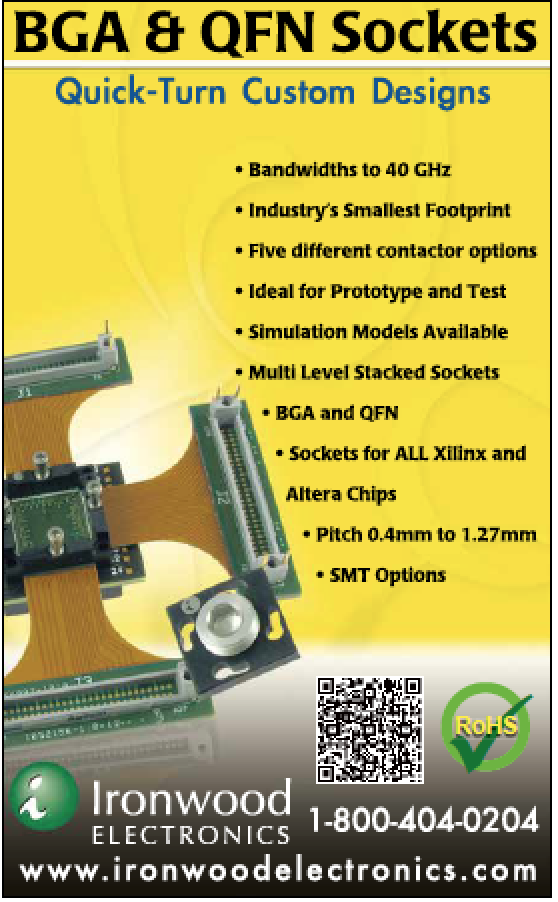 BGA & QFN Sockets
Quick-Turn Custom Designs
• Bandwidths to 40 GHz
• Industry's Smallest Footprint
• Five different contactor options
• Ideal for Prototype and Test
• Simulation Models Available
• Multi Level Stacked Sockets
• BGA and QFN
• Sockets for ALL Xilinx and
Altera Chips
• Pitch 0.4mm to 1.27mm
• SMT Options
J1
J2
J3
RoHS
i Ironwood
ELECTRONICS
1-800-404-0204
www.ironwoodelectronics.com